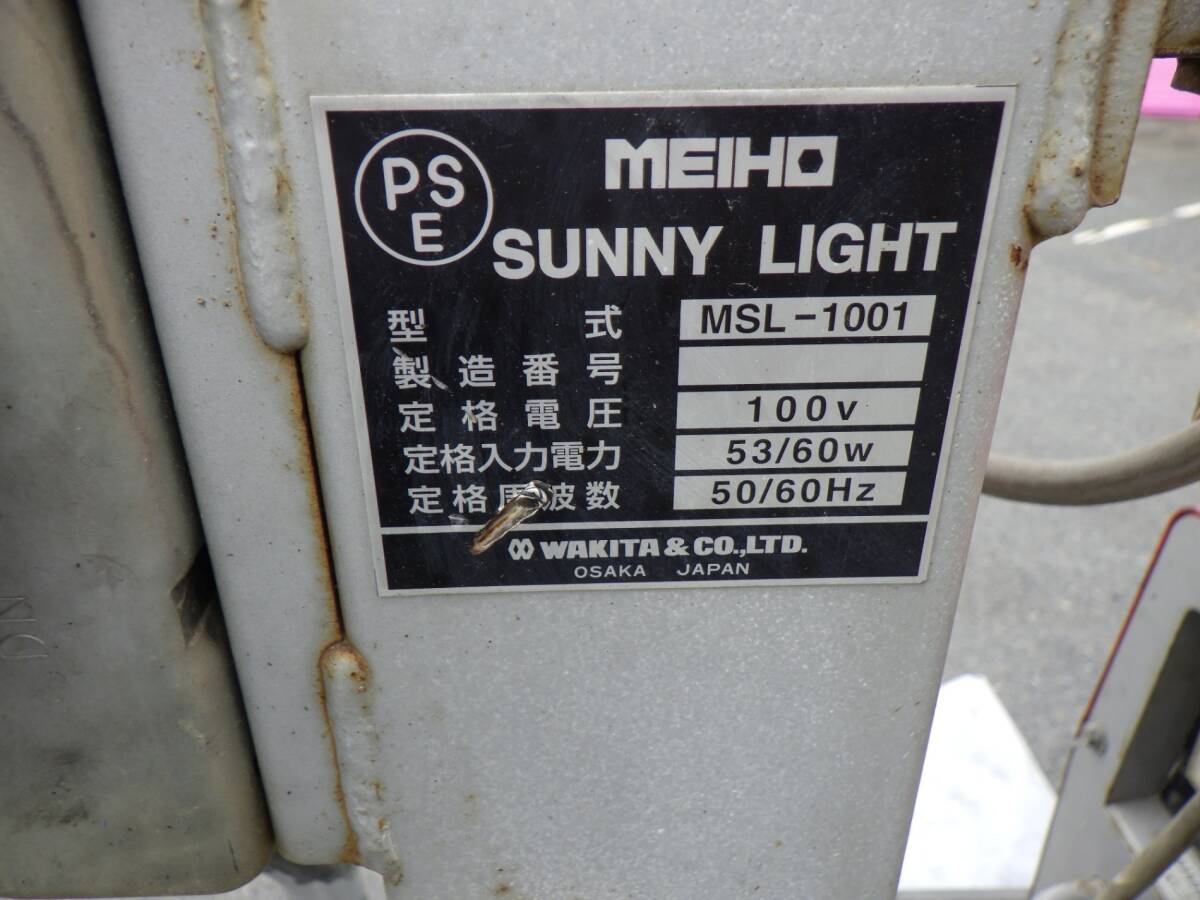 PS
E
MEIHO
SUNNY LIGHT
型式 MSL-1001
製造番号
定格電圧 100v
定格入力電力 53/60w
定格周波数 50/60Hz
WAKITA & CO.,LTD.
OSAKA JAPAN